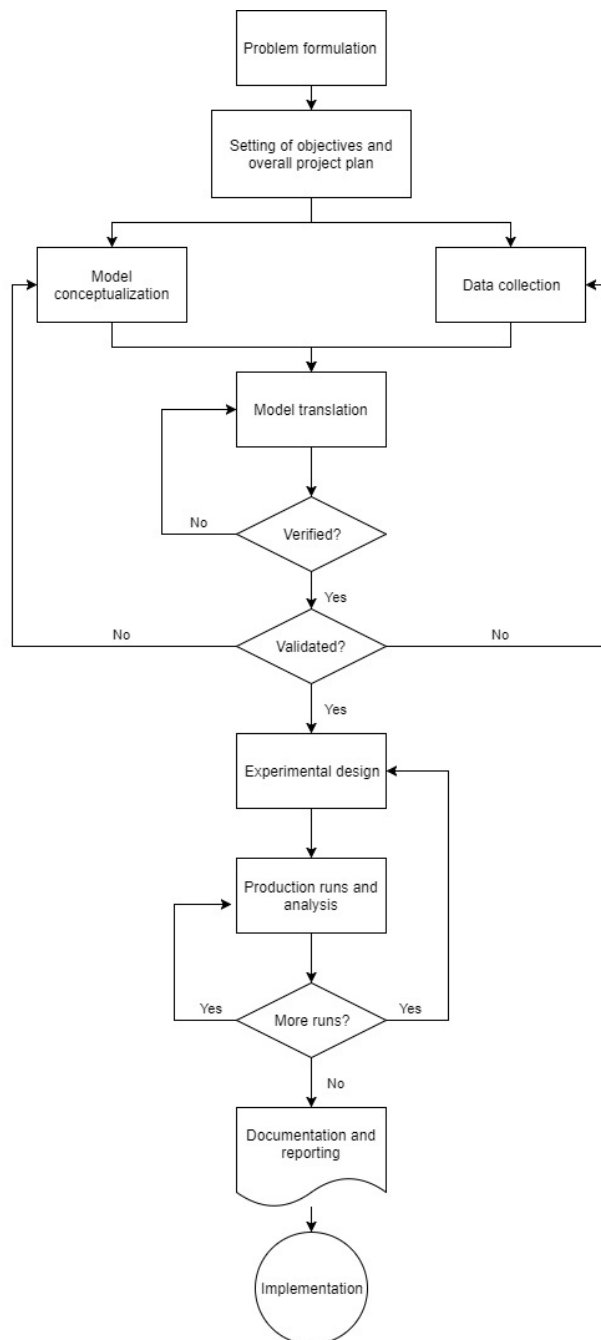 Problem formulation
Setting of objectives and
overall project plan
Model
conceptualization
Data collection
Model translation
No
Verified?
Yes
No
Validated?
No
Yes
Experimental design
Production runs and
analysis
Yes
More runs?
Yes
No
Documentation and
reporting
Implementation